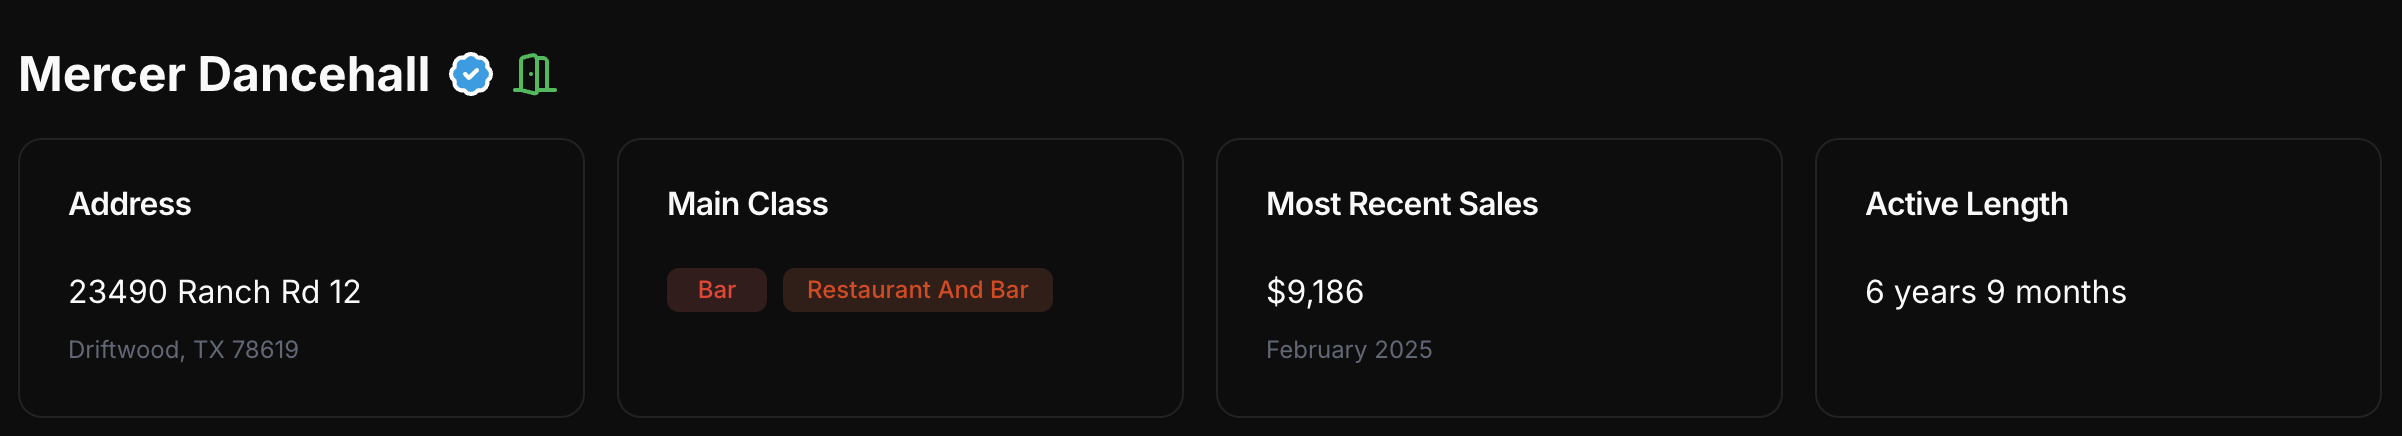 Mercer Dancehall
Address
23490 Ranch Rd 12
Driftwood, TX 78619
Main Class
Bar
Restaurant And Bar
Most Recent Sales
$9,186
February 2025
Active Length
6 years 9 months